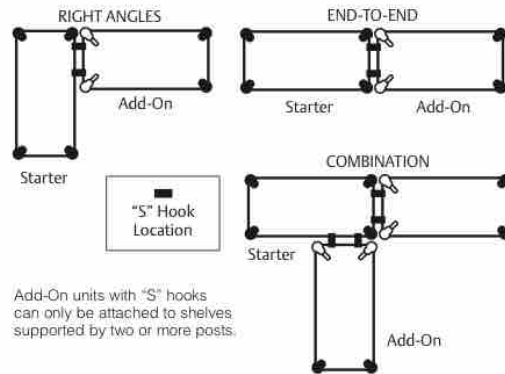 RIGHT ANGLES
Add-On
Starter
END-TO-END
Starter
Add-On
"S" Hook
Location
COMBINATION
Starter
Add-On
Add-On units with "S" hooks
can only be attached to shelves
supported by two or more posts.